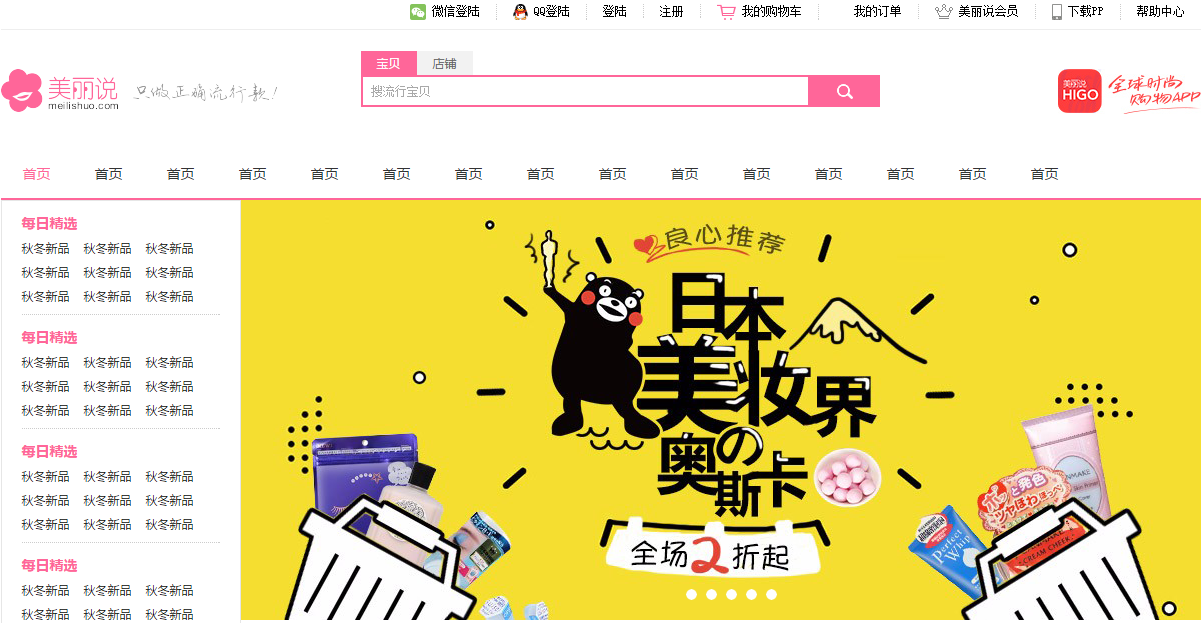 微信登陆 QQ登陆 登陆 注册 我的购物车 我的订单 美丽说会员 下载PP 帮助中心
宝贝 店铺
美丽说
meilishuo.com
只做正确流行款!
搜流行宝贝
美丽说
HIGO
全球时尚
购物APP
首页 首页 首页 首页 首页 首页 首页 首页 首页 首页 首页 首页 首页 首页 首页
每日精选
秋冬新品 秋冬新品 秋冬新品
秋冬新品 秋冬新品 秋冬新品
秋冬新品 秋冬新品 秋冬新品
每日精选
秋冬新品 秋冬新品 秋冬新品
秋冬新品 秋冬新品 秋冬新品
秋冬新品 秋冬新品 秋冬新品
每日精选
秋冬新品 秋冬新品 秋冬新品
秋冬新品 秋冬新品 秋冬新品
秋冬新品 秋冬新品 秋冬新品
每日精选
秋冬新品 秋冬新品 秋冬新品
秋冬新品 秋冬新品 秋冬新品
良心推荐
日本
美妆界
奥の斯卡
全场2折起
Perfect
Whip
と発色
ツヤほわ
CREAM CHEEK